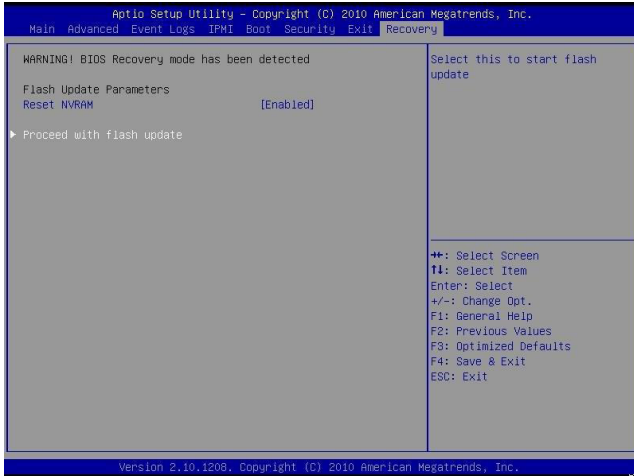 Aptio Setup Utility – Copyright (C) 2010 American Megatrends, Inc.
Main Advanced Event Logs IPMI Boot Security Exit Recovery
WARNING! BIOS Recovery mode has been detected
Flash Update Parameters
Reset NVRAM [Enabled]
Proceed with flash update
Select this to start flash
update
→←: Select Screen
↑↓: Select Item
Enter: Select
+/-: Change Opt.
F1: General Help
F2: Previous Values
F3: Optimized Defaults
F4: Save & Exit
ESC: Exit
Version 2.10.1208. Copyright (C) 2010 American Megatrends, Inc.